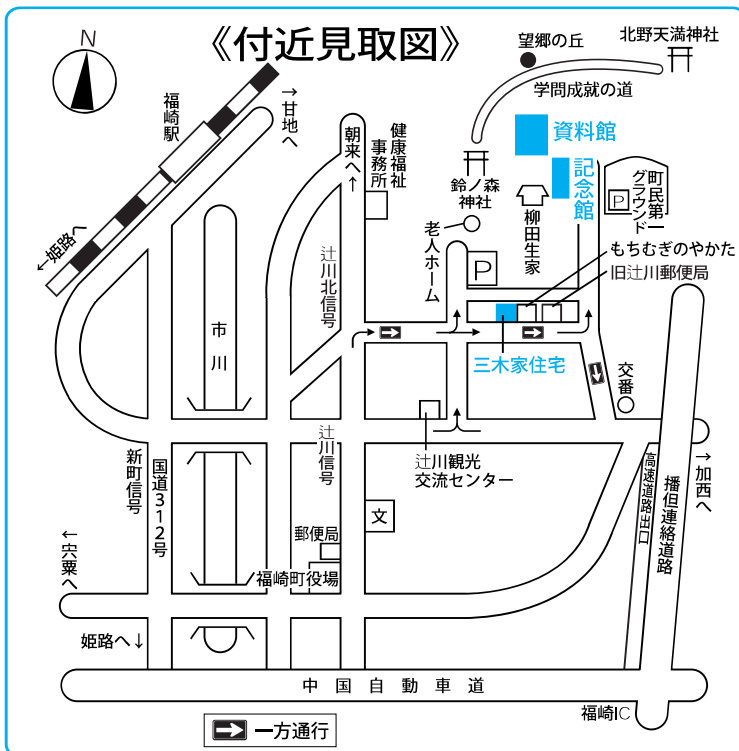 《付近見取図》
N
望郷の丘
北野天満神社
学問成就の道
福崎駅
→甘地へ
朝来へ↑
健康福祉
事務所
資料館
記念館
鈴ノ森
神社
柳田生家
町民第一
グラウンド
P
老人ホーム
P
もちむぎのやかた
旧辻川郵便局
←姫路へ
辻川北信号
市川
三木家住宅
交番
辻川信号
辻川観光
交流センター
新町信号
国道312号
→加西へ
高速道路出口
播但連絡道路
文
郵便局
←宍粟へ
福崎町役場
姫路へ↓
中国自動車道
福崎IC
一方通行